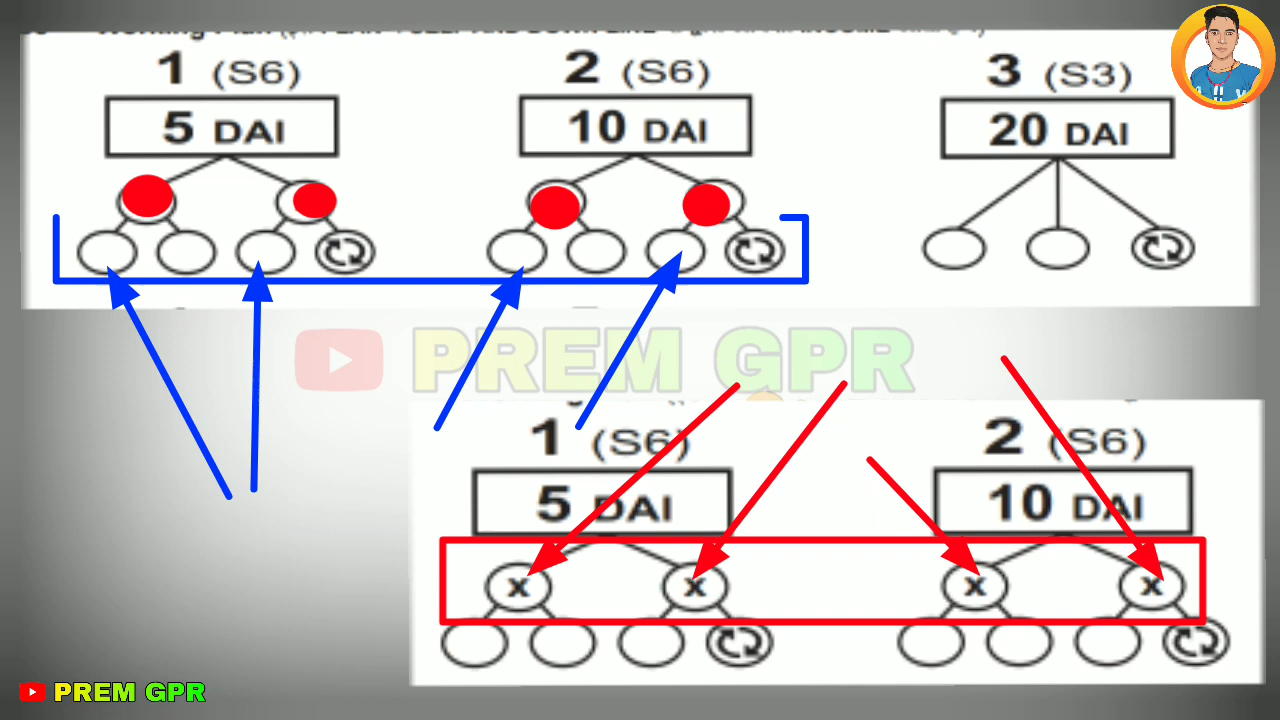 1 (S6)
2 (S6)
3 (S3)
5 DAI
10 DAI
20 DAI
PREM GPR
1 (S6)
2 (S6)
5 DAI
10 DAI
x
x
x
x
PREM GPR